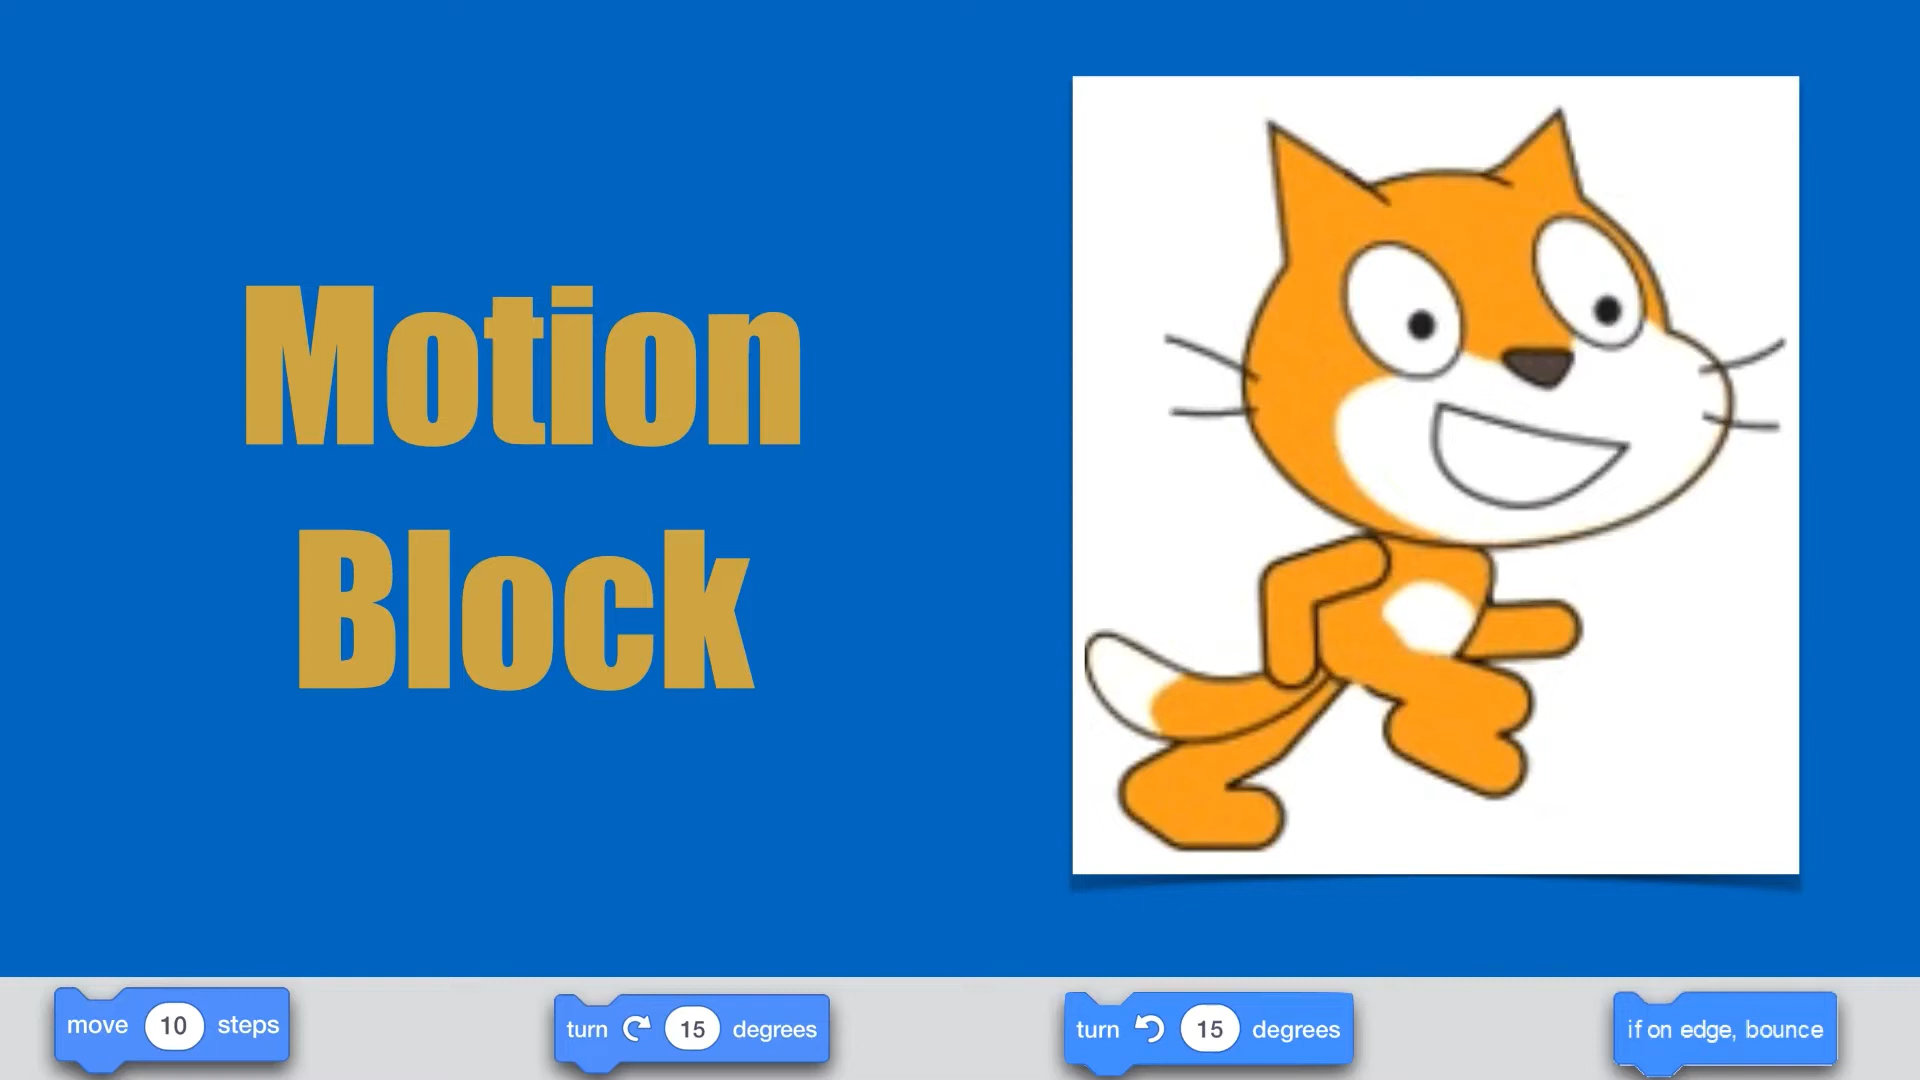 Motion
Block
move 10 steps
turn 15 degrees
turn 15 degrees
if on edge, bounce